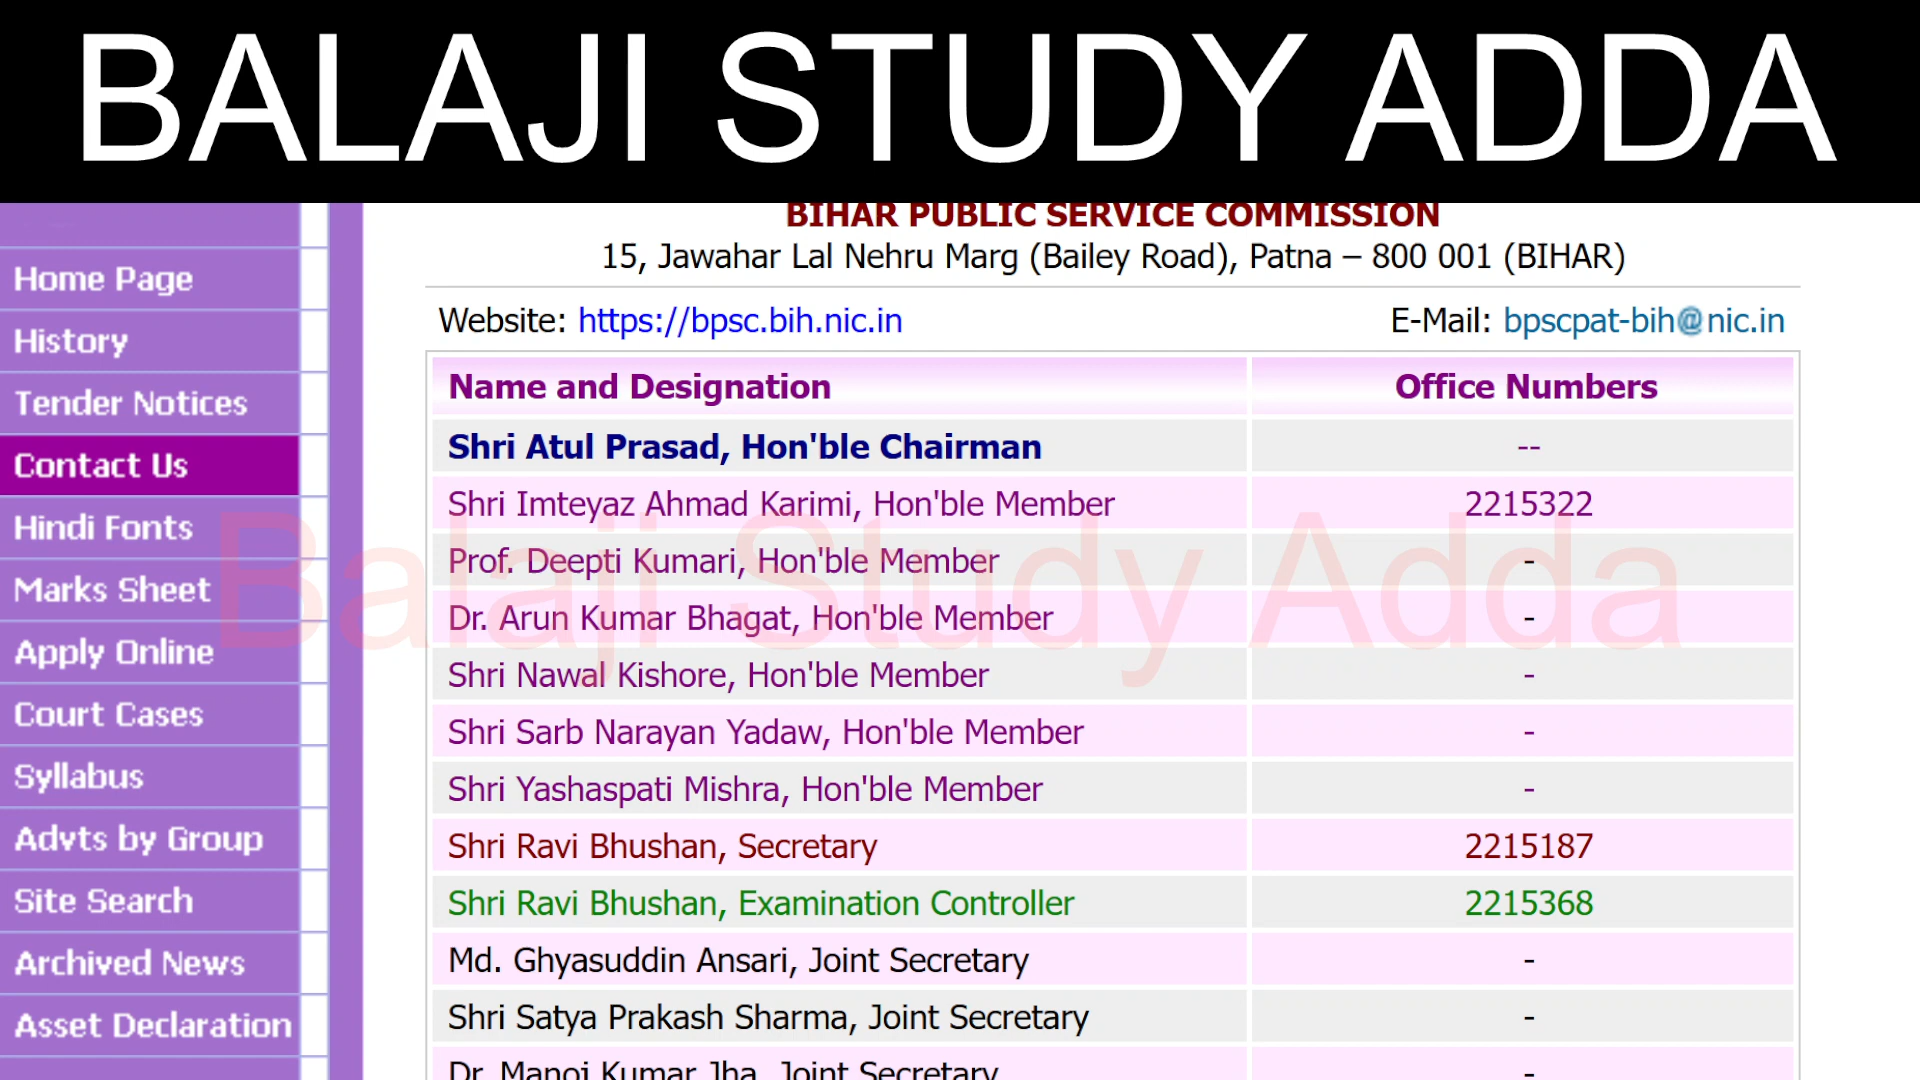 BALAJI STUDY ADDA
BIHAR PUBLIC SERVICE COMMISSION
15, Jawahar Lal Nehru Marg (Bailey Road), Patna – 800 001 (BIHAR)
Website: https://bpsc.bih.nic.in E-Mail: bpscpat-bih@nic.in
Home Page
History
Tender Notices
Contact Us
Hindi Fonts
Marks Sheet
Apply Online
Court Cases
Syllabus
Advts by Group
Site Search
Archived News
Asset Declaration
Name and Designation Office Numbers
Shri Atul Prasad, Hon'ble Chairman --
Shri Imteyaz Ahmad Karimi, Hon'ble Member 2215322
Prof. Deepti Kumari, Hon'ble Member -
Dr. Arun Kumar Bhagat, Hon'ble Member -
Shri Nawal Kishore, Hon'ble Member -
Shri Sarb Narayan Yadaw, Hon'ble Member -
Shri Yashaspati Mishra, Hon'ble Member -
Shri Ravi Bhushan, Secretary 2215187
Shri Ravi Bhushan, Examination Controller 2215368
Md. Ghyasuddin Ansari, Joint Secretary -
Shri Satya Prakash Sharma, Joint Secretary -
Dr. Manoj Kumar Jha, Joint Secretary -
Balaji Study Adda